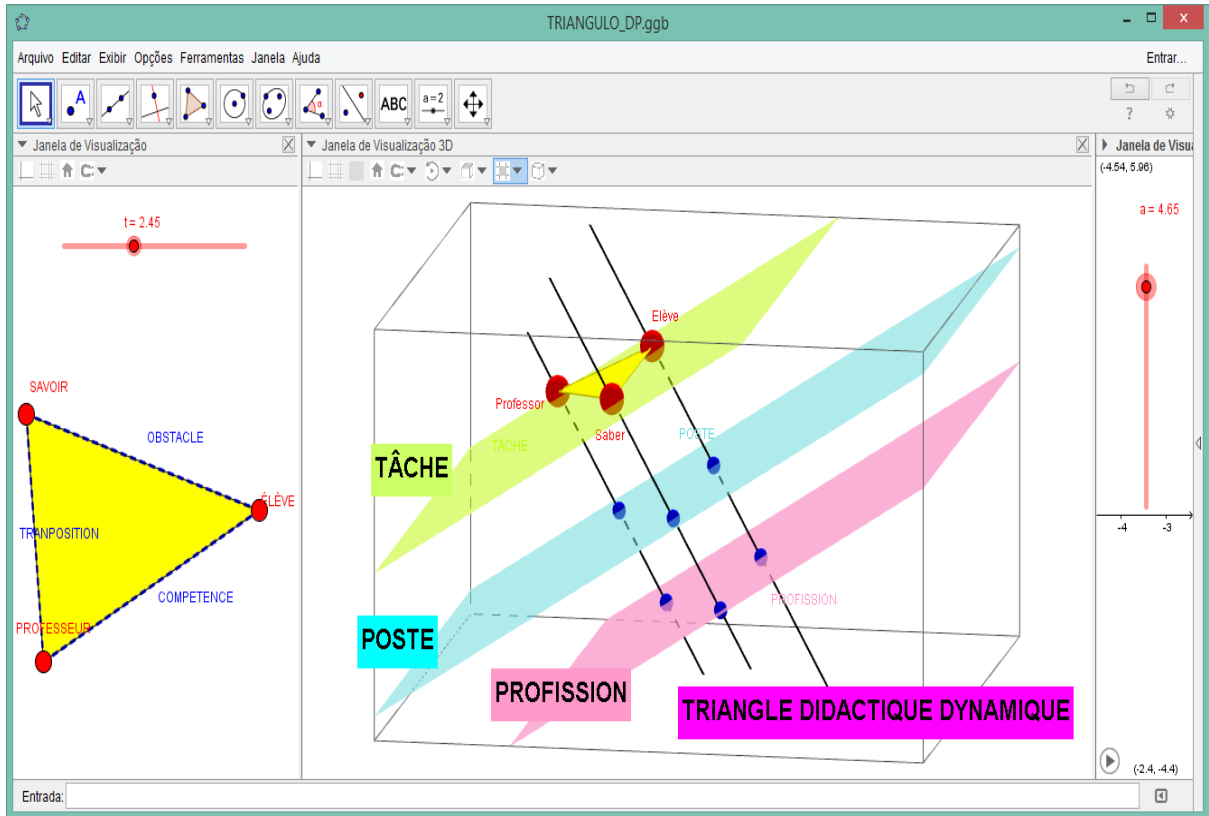 TRIANGULO_DP.ggb
Arquivo Editar Exibir Opções Ferramentas Janela Ajuda
Entrar...
A
α
ABC
a=2
?
Janela de Visualização
Janela de Visualização 3D
Janela de Visua
t = 2.45
SAVOIR
OBSTACLE
ÉLÈVE
TRANPOSITION
COMPETENCE
PROFESSEUR
Elève
Professor
Saber
TÂCHE
TÂCHE
POSTE
POSTE
PROFISSION
PROFISSION
TRIANGLE DIDACTIQUE DYNAMIQUE
(-4.54, 5.96)
a = 4.65
-4 -3
(-2.4, -4.4)
Entrada: